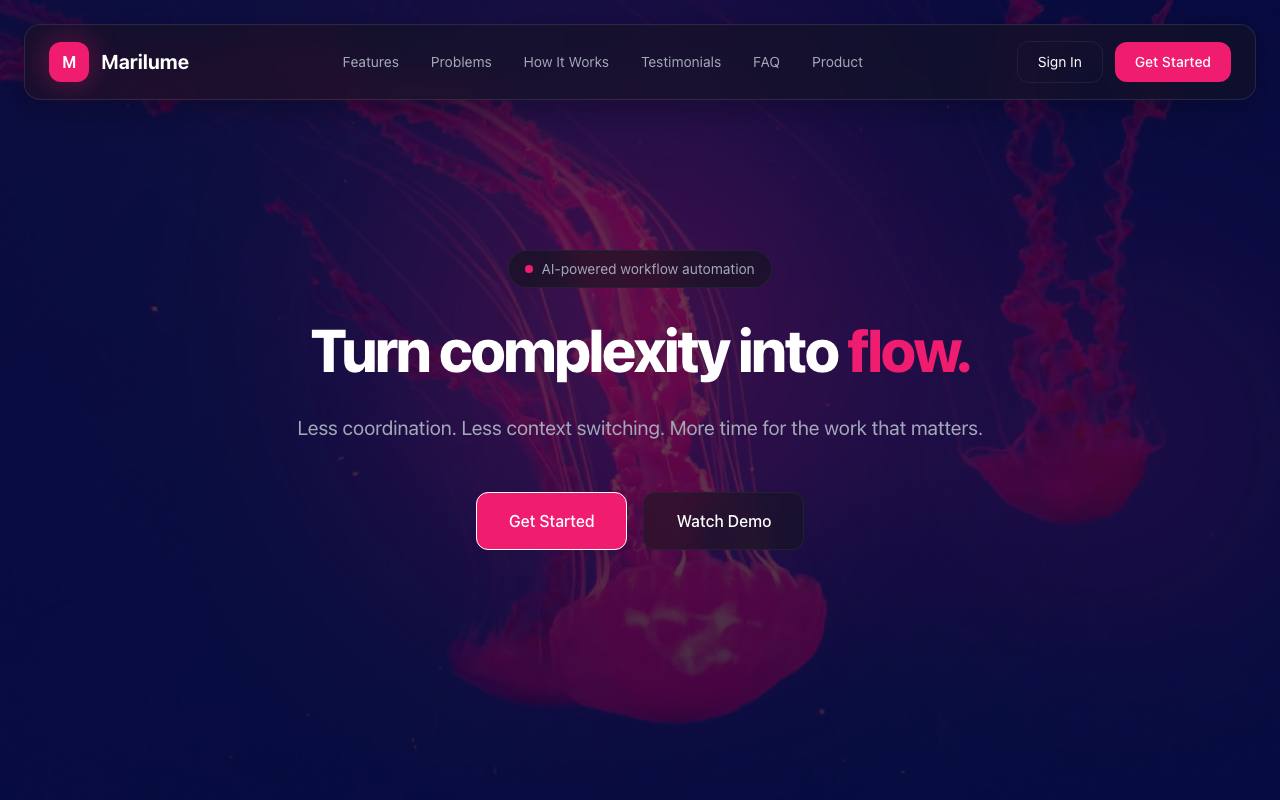 M
Marilume
Features
Problems
How It Works
Testimonials
FAQ
Product
Sign In
Get Started
AI-powered workflow automation
Turn complexity into flow.
Less coordination. Less context switching. More time for the work that matters.
Get Started
Watch Demo